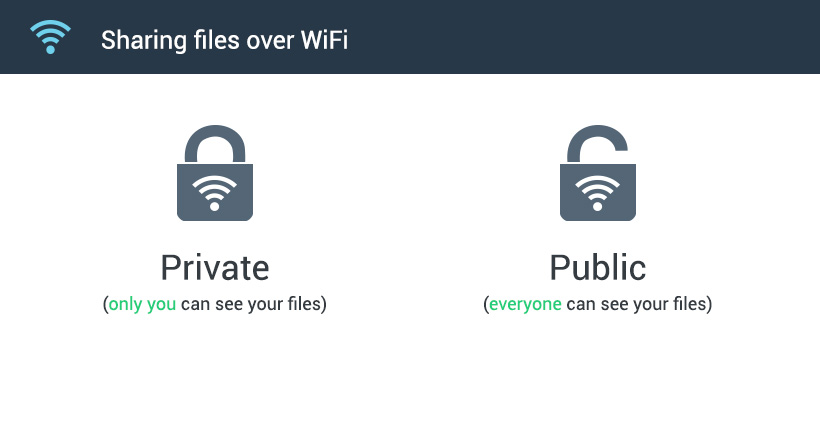 Sharing files over WiFi
Private
(only you can see your files)
Public
(everyone can see your files)